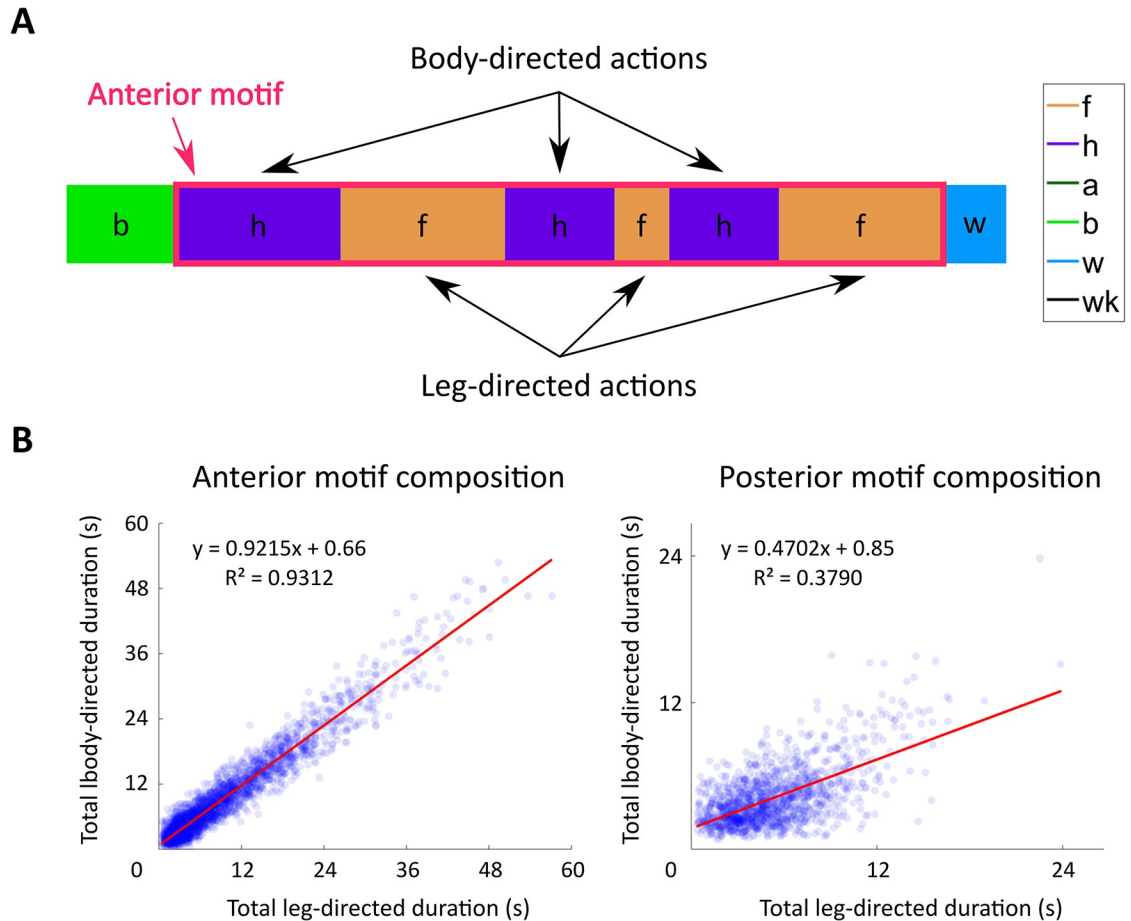 A
Body-directed actions
Anterior motif
b h f h f h f w
f
h
a
b
w
wk
Leg-directed actions
B
Anterior motif composition
Total lbody-directed duration (s)
60
48
36
24
12
0
y = 0.9215x + 0.66
R² = 0.9312
12 24 36 48 60
Total leg-directed duration (s)
Posterior motif composition
Total lbody-directed duration (s)
24
12
0
y = 0.4702x + 0.85
R² = 0.3790
12 24
Total leg-directed duration (s)